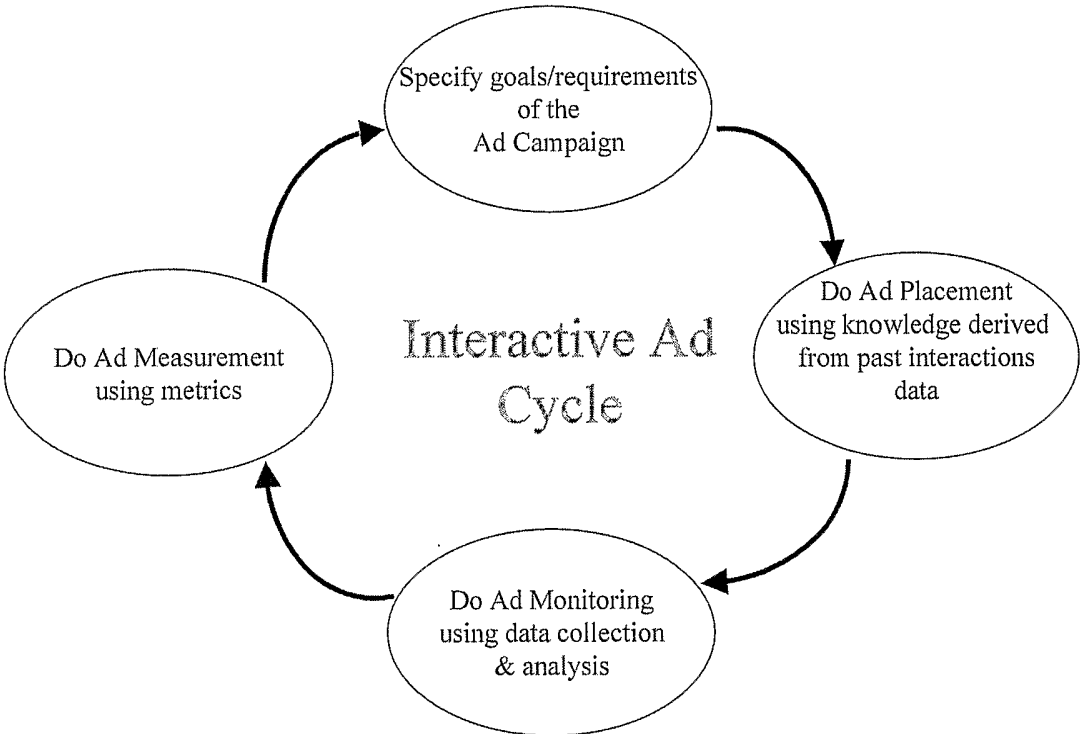 Specify goals/requirements
of the
Ad Campaign
Do Ad Placement
using knowledge derived
from past interactions
data
Interactive Ad
Cycle
Do Ad Measurement
using metrics
Do Ad Monitoring
using data collection
& analysis